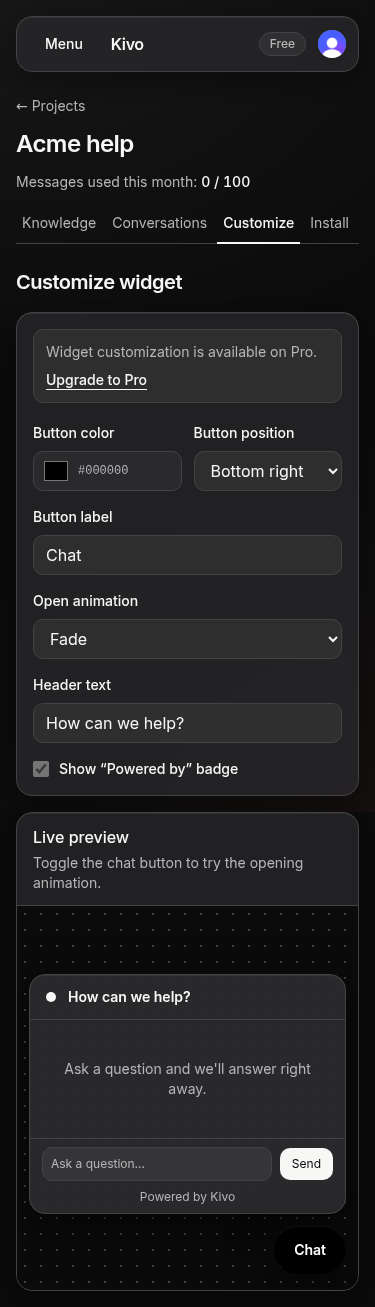 Menu Kivo Free
← Projects
Acme help
Messages used this month: 0 / 100
Knowledge Conversations Customize Install
Customize widget
Widget customization is available on Pro.
Upgrade to Pro
Button color Button position
#000000 Bottom right
Button label
Chat
Open animation
Fade
Header text
How can we help?
Show “Powered by” badge
Live preview
Toggle the chat button to try the opening
animation.
How can we help?
Ask a question and we'll answer right
away.
Ask a question... Send
Powered by Kivo
Chat